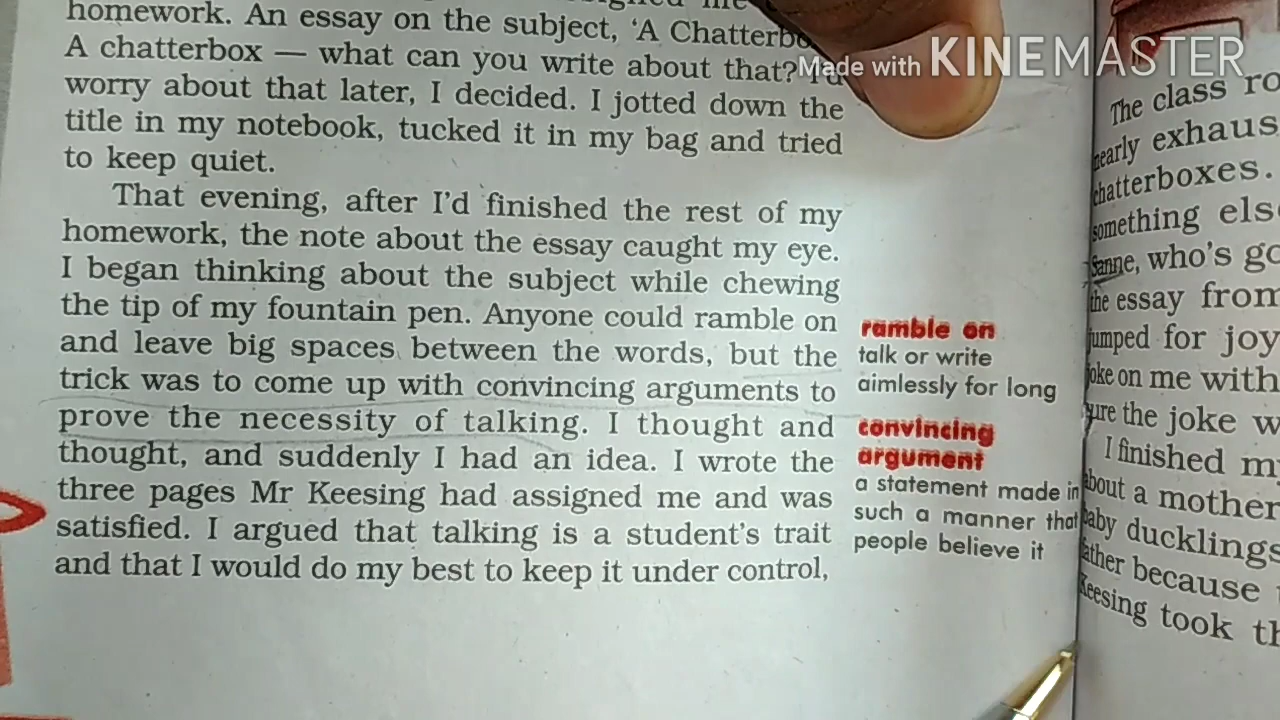 homework. An essay on the subject, 'A
A chatterbox — what can you write about that?
worry about that later, I decided. I jotted down the
title in my notebook, tucked it in my bag and tried
to keep quiet.
That evening, after I'd finished the rest of my
homework, the note about the essay caught my eye.
I began thinking about the subject while chewing
the tip of my fountain pen. Anyone could ramble on
and leave big spaces between the words, but the
trick was to come up with convincing arguments to
prove the necessity of talking. I thought and
thought, and suddenly I had an idea. I wrote the
three pages Mr Keesing had assigned me and was
satisfied. I argued that talking is a student's trait
and that I would do my best to keep it under control,
ramble on
talk or write
aimlessly for long
convincing
argument
a statement made in
such a manner that
people believe it
Made with KINEMASTER
The class
nearly
chatterboxes.
something
Sanne, who's
the essay from
jumped for joy
joke on me with
the joke
I finished
about a mother
ducklings
because
Keesing took